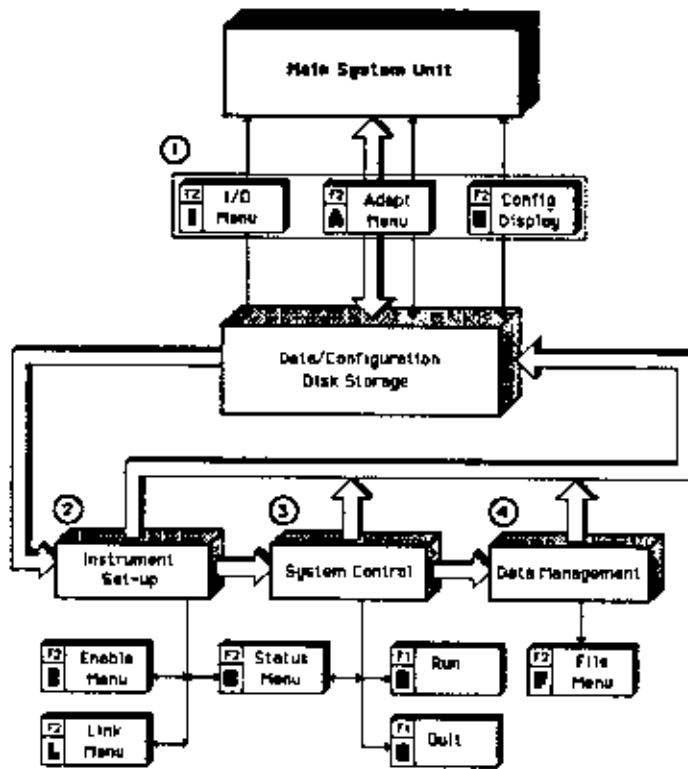 Main System Unit
1
F2
I/O
Menu
I
F2
Adapt
Menu
A
F2
Config
Display
Data/Configuration
Disk Storage
2
3
4
Instrument
Set-up
System Control
Data Management
F2
Enable
Menu
E
F2
Status
Menu
F1
Run
F2
File
Menu
F
F2
Link
Menu
L
Quit